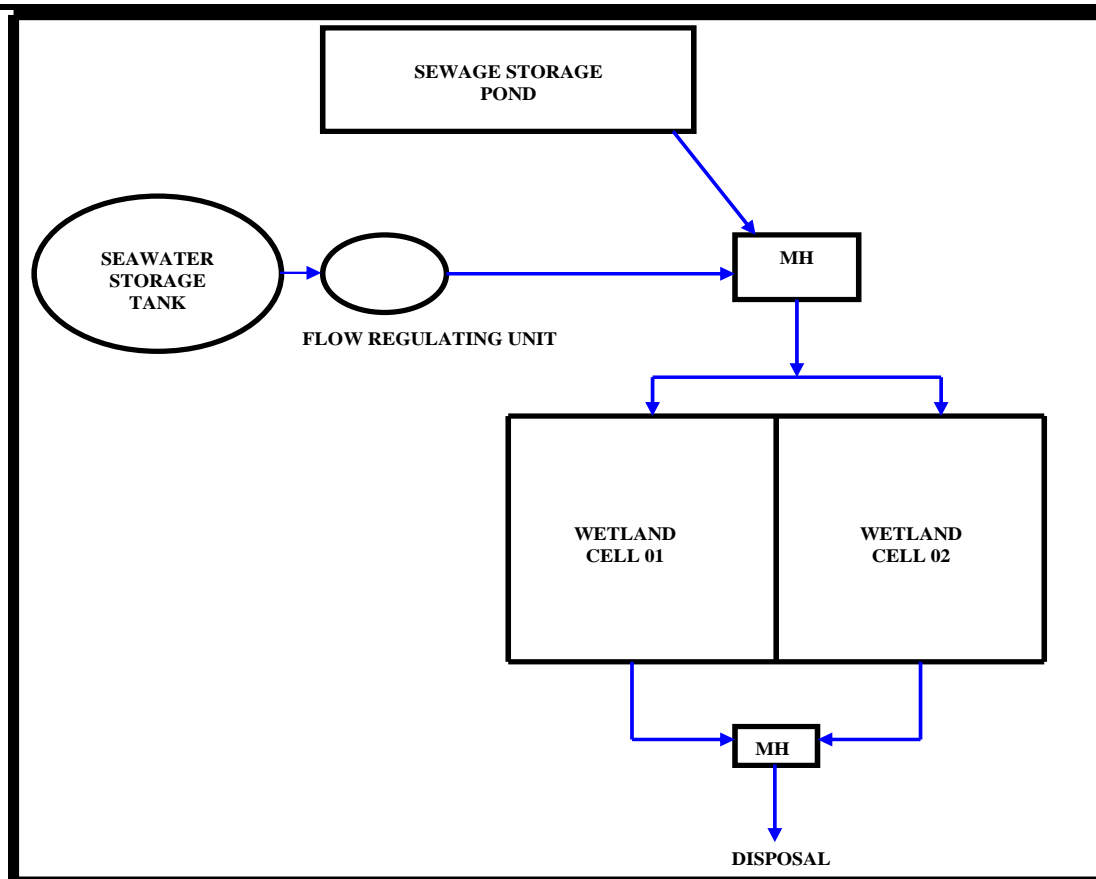 SEWAGE STORAGE
POND
SEAWATER
STORAGE
TANK
MH
FLOW REGULATING UNIT
WETLAND
CELL 01
WETLAND
CELL 02
MH
DISPOSAL